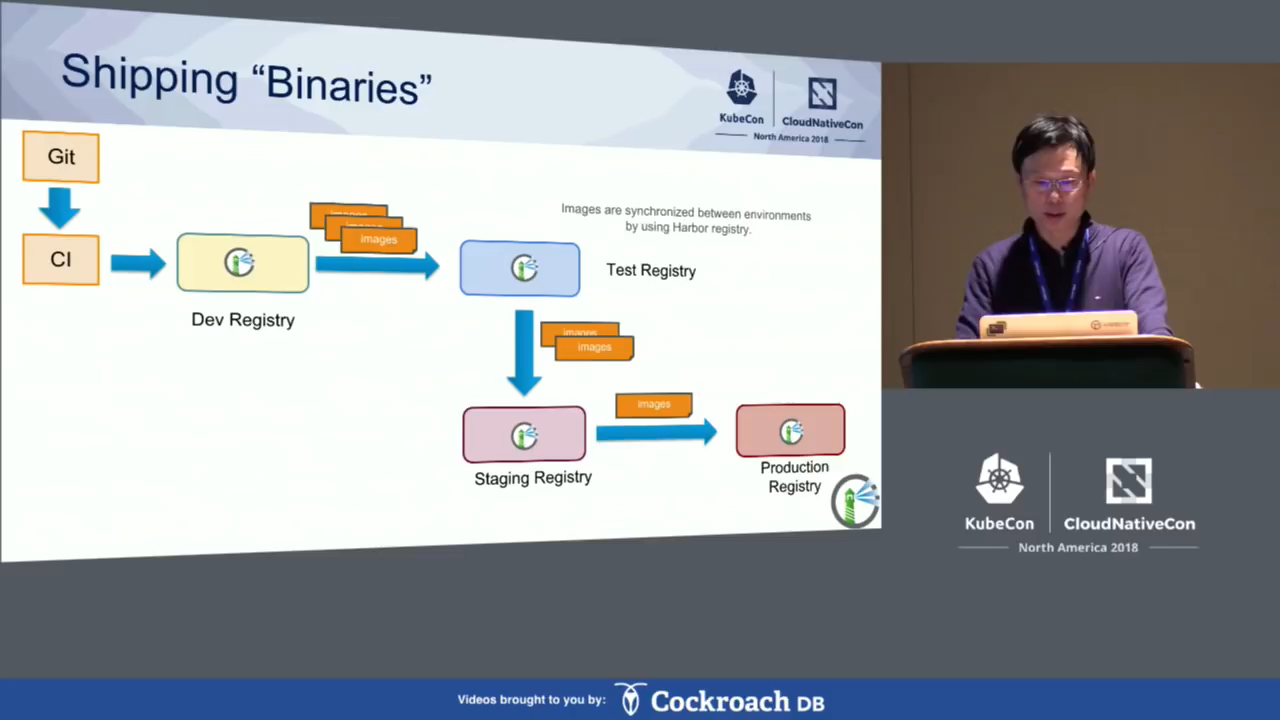 Shipping “Binaries”
KubeCon
CloudNativeCon
North America 2018
Git
CI
images
Images are synchronized between environments
by using Harbor registry.
Test Registry
Dev Registry
images
images
images
Staging Registry
Production
Registry
KubeCon
CloudNativeCon
North America 2018
Videos brought to you by:
Cockroach DB